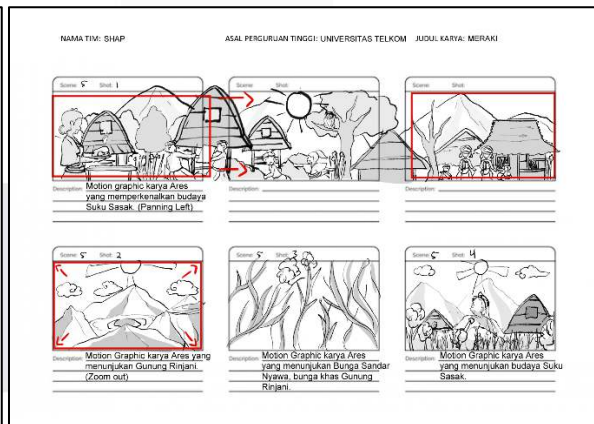 NAMA TIM: SHAP ASAL PERGURUAN TINGGI: UNIVERSITAS TELKOM JUDUL KARYA: MERAKI
Scene: 5 Shot: 1
Scene: Shot:
Scene: Shot:
Description: Motion graphic karya Ares
yang memperkenalkan budaya
Suku Sasak. (Panning Left)
Description:
Description:
Scene: 5 Shot: 2
Scene: 5 Shot: 3
Scene: 5 Shot: 4
Description: Motion Graphic karya Ares yang
menunjukan Gunung Rinjani.
(Zoom out)
Description: Motion Graphic karya Ares
yang menunjukan Bunga Sandar
Nyawa, bunga khas Gunung
Rinjani.
Description: Motion Graphic karya Ares
yang menunjukan budaya Suku
Sasak.